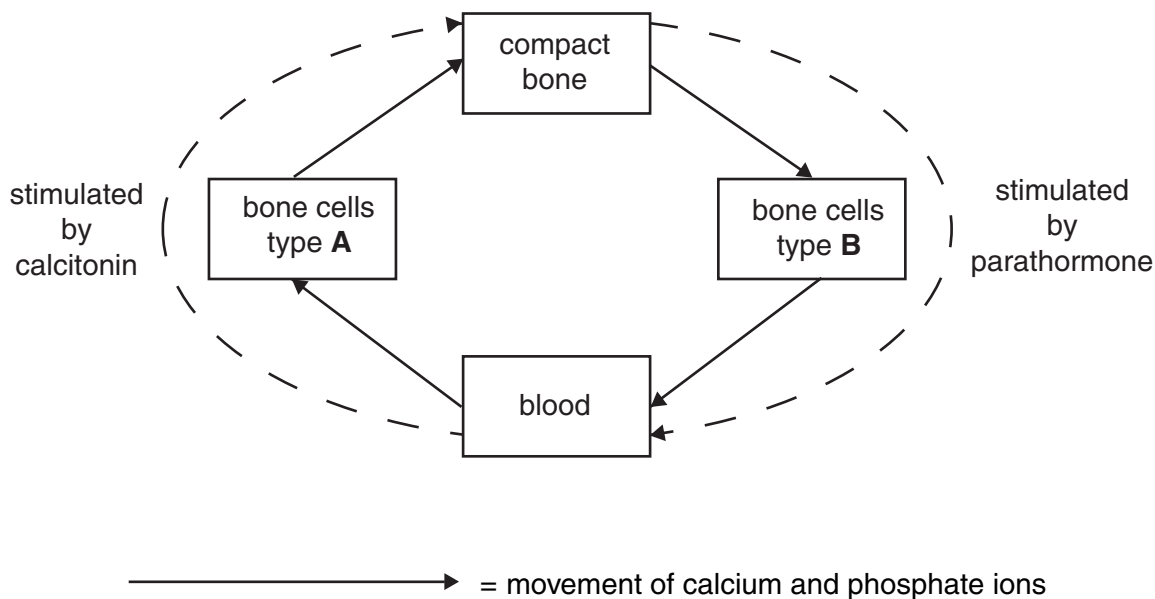 compact
bone
stimulated
by
calcitonin
bone cells
type A
bone cells
type B
stimulated
by
parathormone
blood
= movement of calcium and phosphate ions